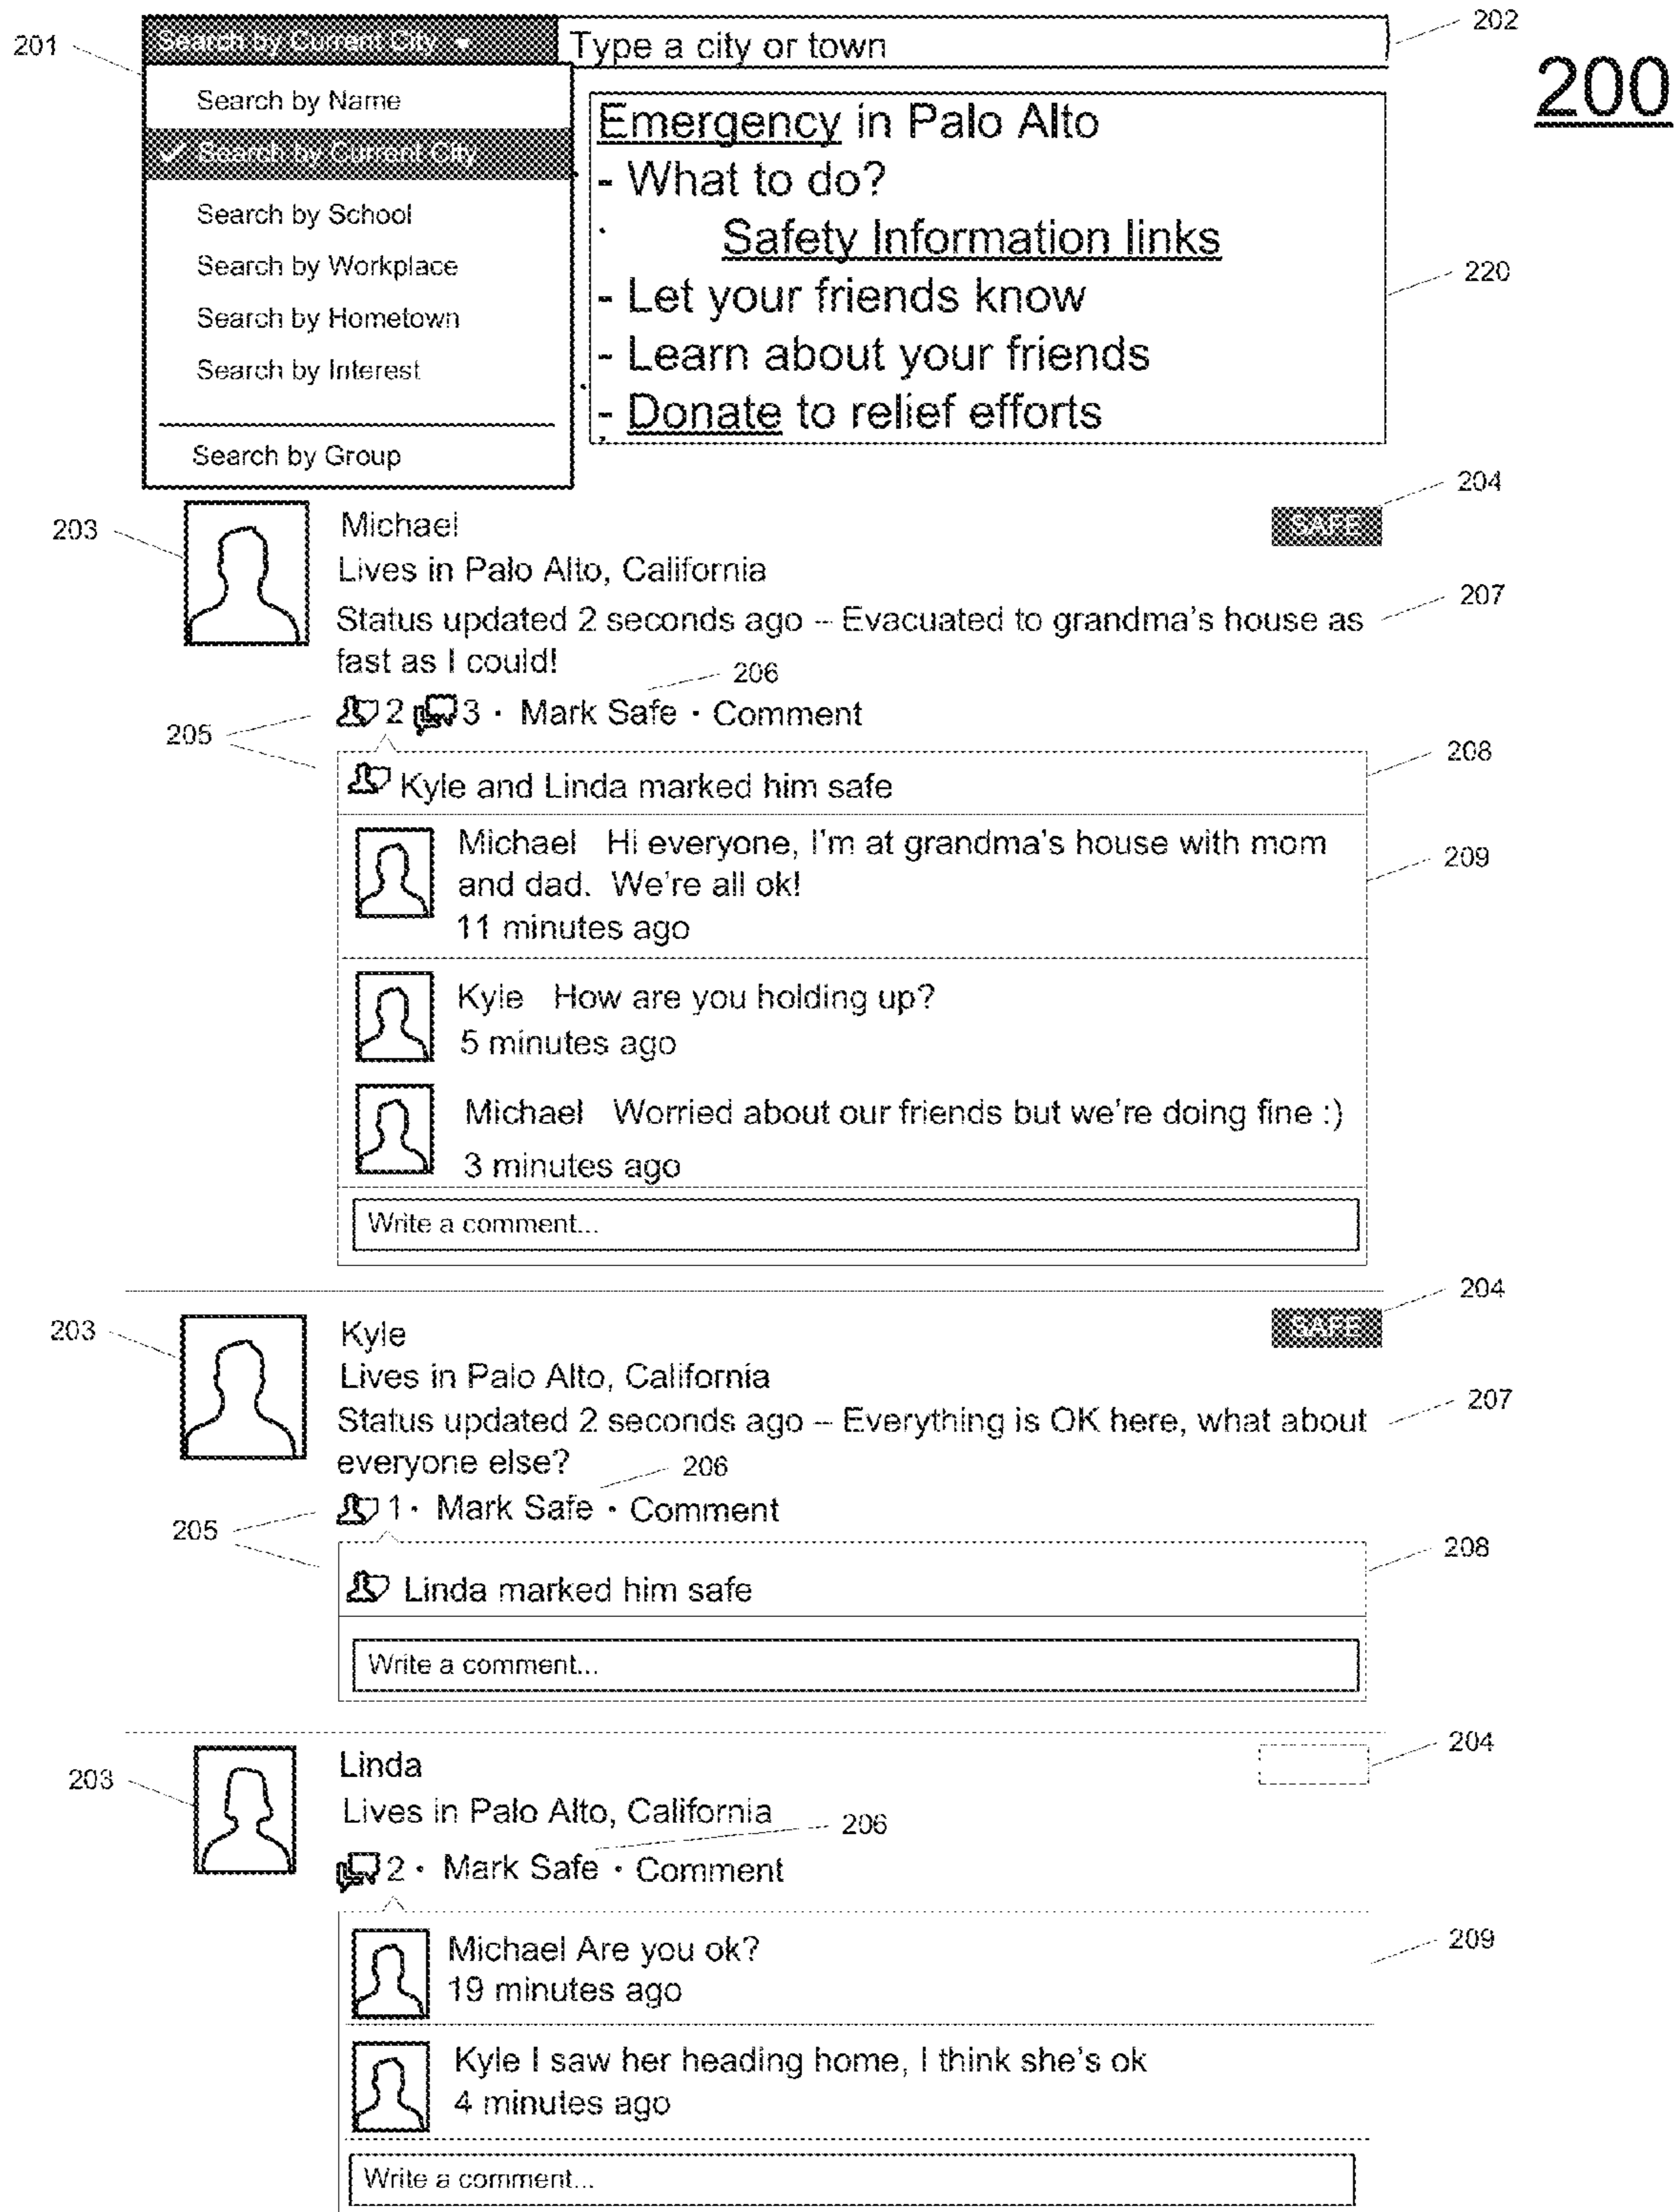 201
Search by Current City
Type a city or town
202
200
Search by Name
Search by Current City
Search by School
Search by Workplace
Search by Hometown
Search by Interest
Search by Group
Emergency in Palo Alto
- What to do?
Safety Information links
- Let your friends know
- Learn about your friends
- Donate to relief efforts
220
203
Michael
SAFE
204
Lives in Palo Alto, California
Status updated 2 seconds ago -- Evacuated to grandma's house as
207
fast as I could!
206
205
2 3 · Mark Safe · Comment
208
Kyle and Linda marked him safe
Michael Hi everyone, I'm at grandma's house with mom
209
and dad. We're all ok!
11 minutes ago
Kyle How are you holding up?
5 minutes ago
Michael Worried about our friends but we're doing fine :)
3 minutes ago
Write a comment...
204
203
Kyle
SAFE
Lives in Palo Alto, California
Status updated 2 seconds ago -- Everything is OK here, what about
207
everyone else?
206
205
1 · Mark Safe · Comment
208
Linda marked him safe
Write a comment...
204
203
Linda
Lives in Palo Alto, California
206
2 · Mark Safe · Comment
Michael Are you ok?
209
19 minutes ago
Kyle I saw her heading home, I think she's ok
4 minutes ago
Write a comment...